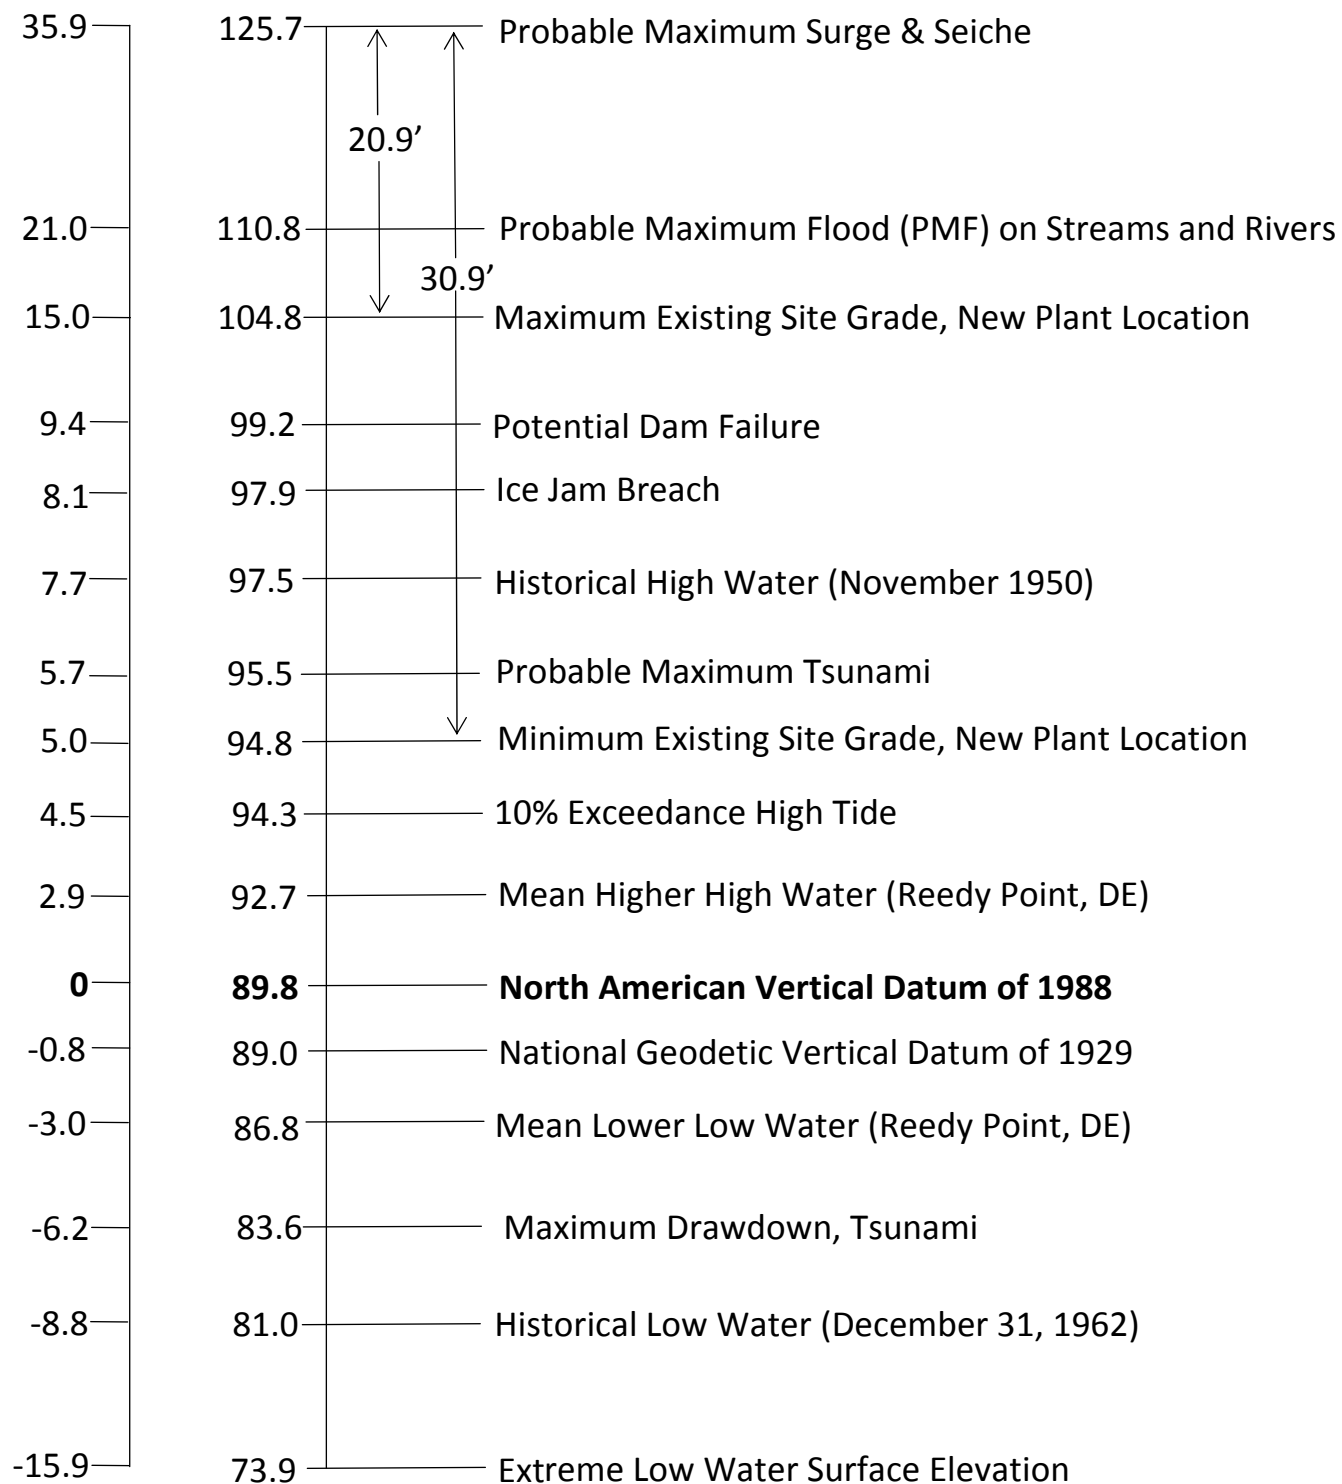 35.9 125.7 Probable Maximum Surge & Seiche
20.9’
21.0 110.8 Probable Maximum Flood (PMF) on Streams and Rivers
30.9’
15.0 104.8 Maximum Existing Site Grade, New Plant Location
9.4 99.2 Potential Dam Failure
8.1 97.9 Ice Jam Breach
7.7 97.5 Historical High Water (November 1950)
5.7 95.5 Probable Maximum Tsunami
5.0 94.8 Minimum Existing Site Grade, New Plant Location
4.5 94.3 10% Exceedance High Tide
2.9 92.7 Mean Higher High Water (Reedy Point, DE)
0 89.8 North American Vertical Datum of 1988
-0.8 89.0 National Geodetic Vertical Datum of 1929
-3.0 86.8 Mean Lower Low Water (Reedy Point, DE)
-6.2 83.6 Maximum Drawdown, Tsunami
-8.8 81.0 Historical Low Water (December 31, 1962)
-15.9 73.9 Extreme Low Water Surface Elevation